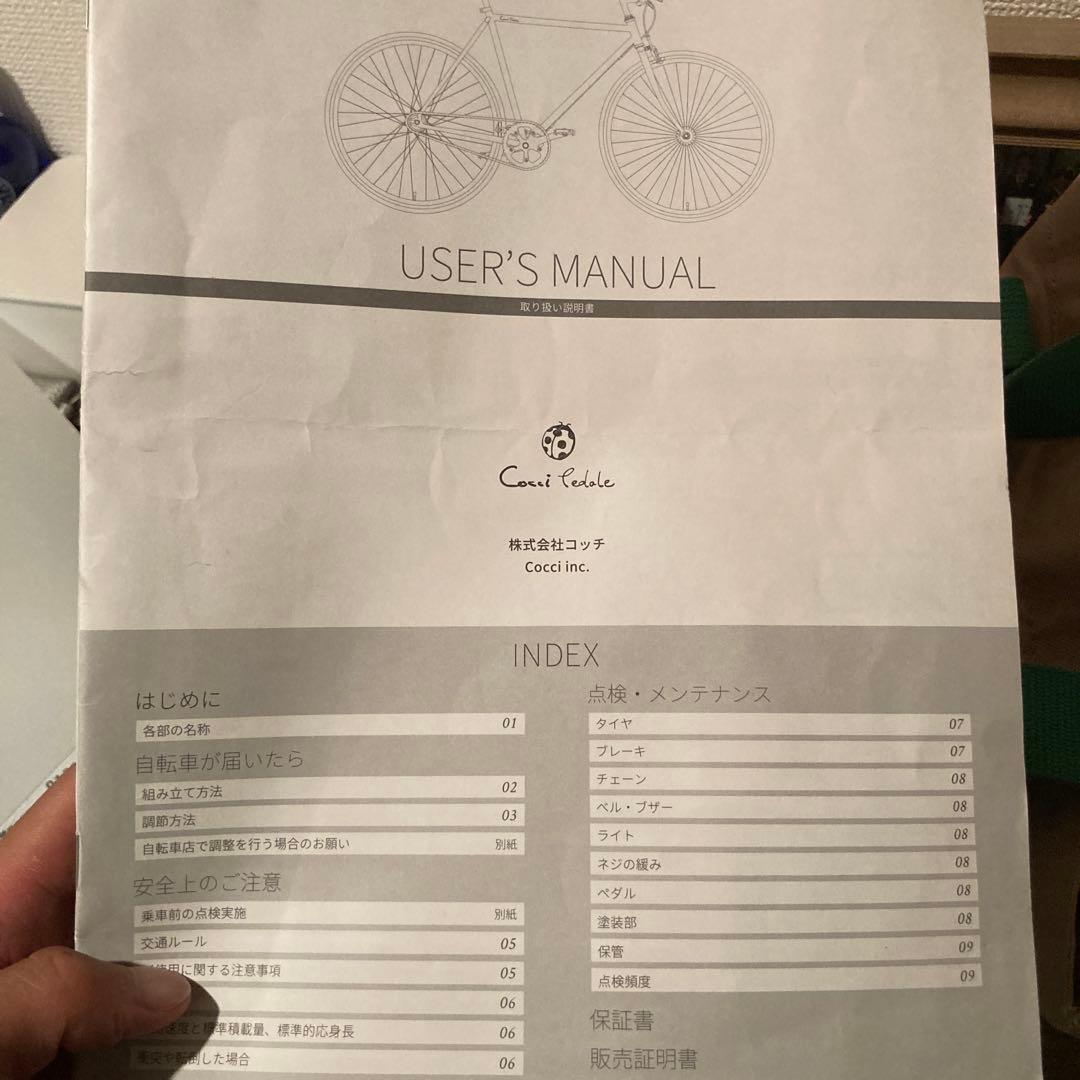 USER'S MANUAL
取り扱い説明書
Cocci Pedale
株式会社コッチ
Cocci inc.
INDEX
はじめに
各部の名称 01
自転車が届いたら
組み立て方法 02
調節方法 03
自転車店で調整を行う場合のお願い 別紙
安全上のご注意
乗車前の点検実施 別紙
交通ルール 05
使用に関する注意事項 05
06
速度と標準積載量、標準的応身長 06
衝突や転倒した場合 06
点検・メンテナンス
タイヤ 07
ブレーキ 07
チェーン 08
ベル・ブザー 08
ライト 08
ネジの緩み 08
ペダル 08
塗装部 08
保管 09
点検頻度 09
保証書
販売証明書